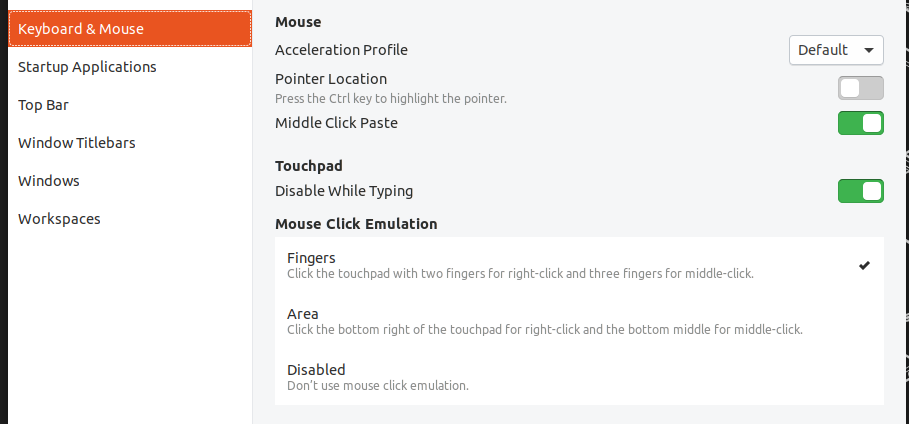 Keyboard & Mouse
Startup Applications
Top Bar
Window Titlebars
Windows
Workspaces
Mouse
Acceleration Profile
Default
Pointer Location
Press the Ctrl key to highlight the pointer.
Middle Click Paste
Touchpad
Disable While Typing
Mouse Click Emulation
Fingers
Click the touchpad with two fingers for right-click and three fingers for middle-click.
Area
Click the bottom right of the touchpad for right-click and the bottom middle for middle-click.
Disabled
Don’t use mouse click emulation.